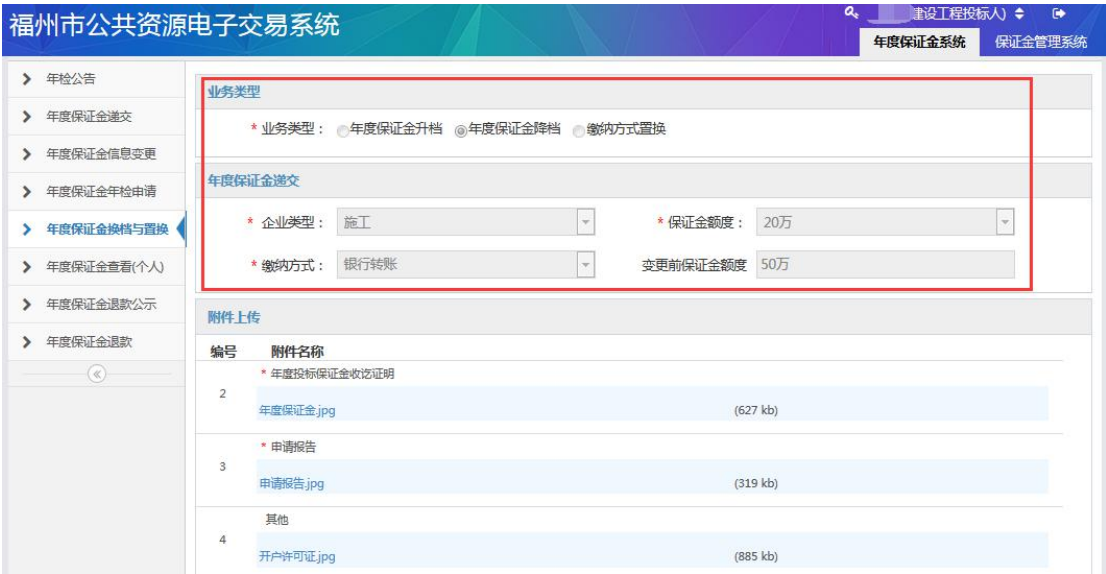 福州市公共资源电子交易系统
建设工程投标人)
年度保证金系统 保证金管理系统
年检公告
年度保证金递交
年度保证金信息变更
年度保证金年检申请
年度保证金换档与置换
年度保证金查看(个人)
年度保证金退款公示
年度保证金退款
业务类型
* 业务类型： 年度保证金升档 年度保证金降档 缴纳方式置换
年度保证金递交
* 企业类型： 施工 * 保证金额度： 20万
* 缴纳方式： 银行转账 变更前保证金额度 50万
附件上传
编号 附件名称
* 年度投标保证金收讫证明
2
年度保证金.jpg (627 kb)
* 申请报告
3
申请报告.jpg (319 kb)
其他
4
开户许可证.jpg (885 kb)